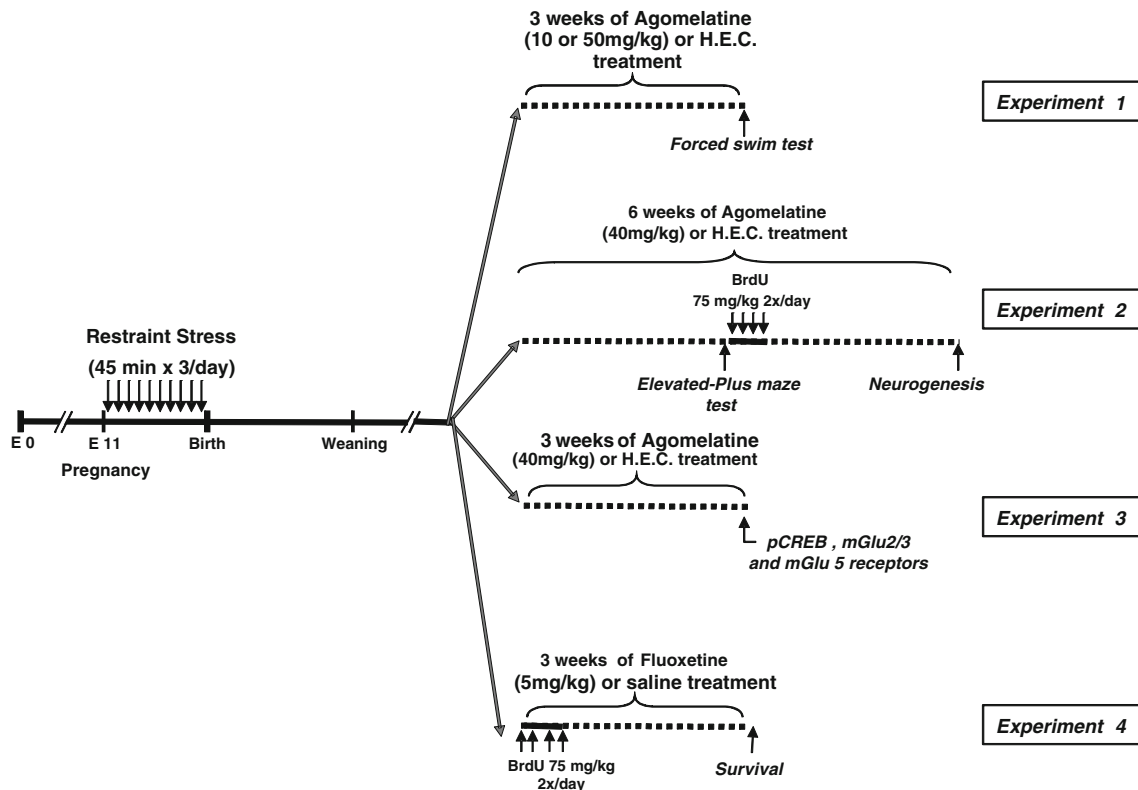 3 weeks of Agomelatine
(10 or 50mg/kg) or H.E.C.
treatment
Experiment 1
Forced swim test
6 weeks of Agomelatine
(40mg/kg) or H.E.C. treatment
BrdU
75 mg/kg 2x/day
Experiment 2
Elevated-Plus maze
test
Neurogenesis
Restraint Stress
(45 min x 3/day)
E 0
E 11
Birth
Weaning
Pregnancy
3 weeks of Agomelatine
(40mg/kg) or H.E.C. treatment
Experiment 3
pCREB , mGlu2/3
and mGlu 5 receptors
3 weeks of Fluoxetine
(5mg/kg) or saline treatment
Experiment 4
BrdU 75 mg/kg
2x/day
Survival